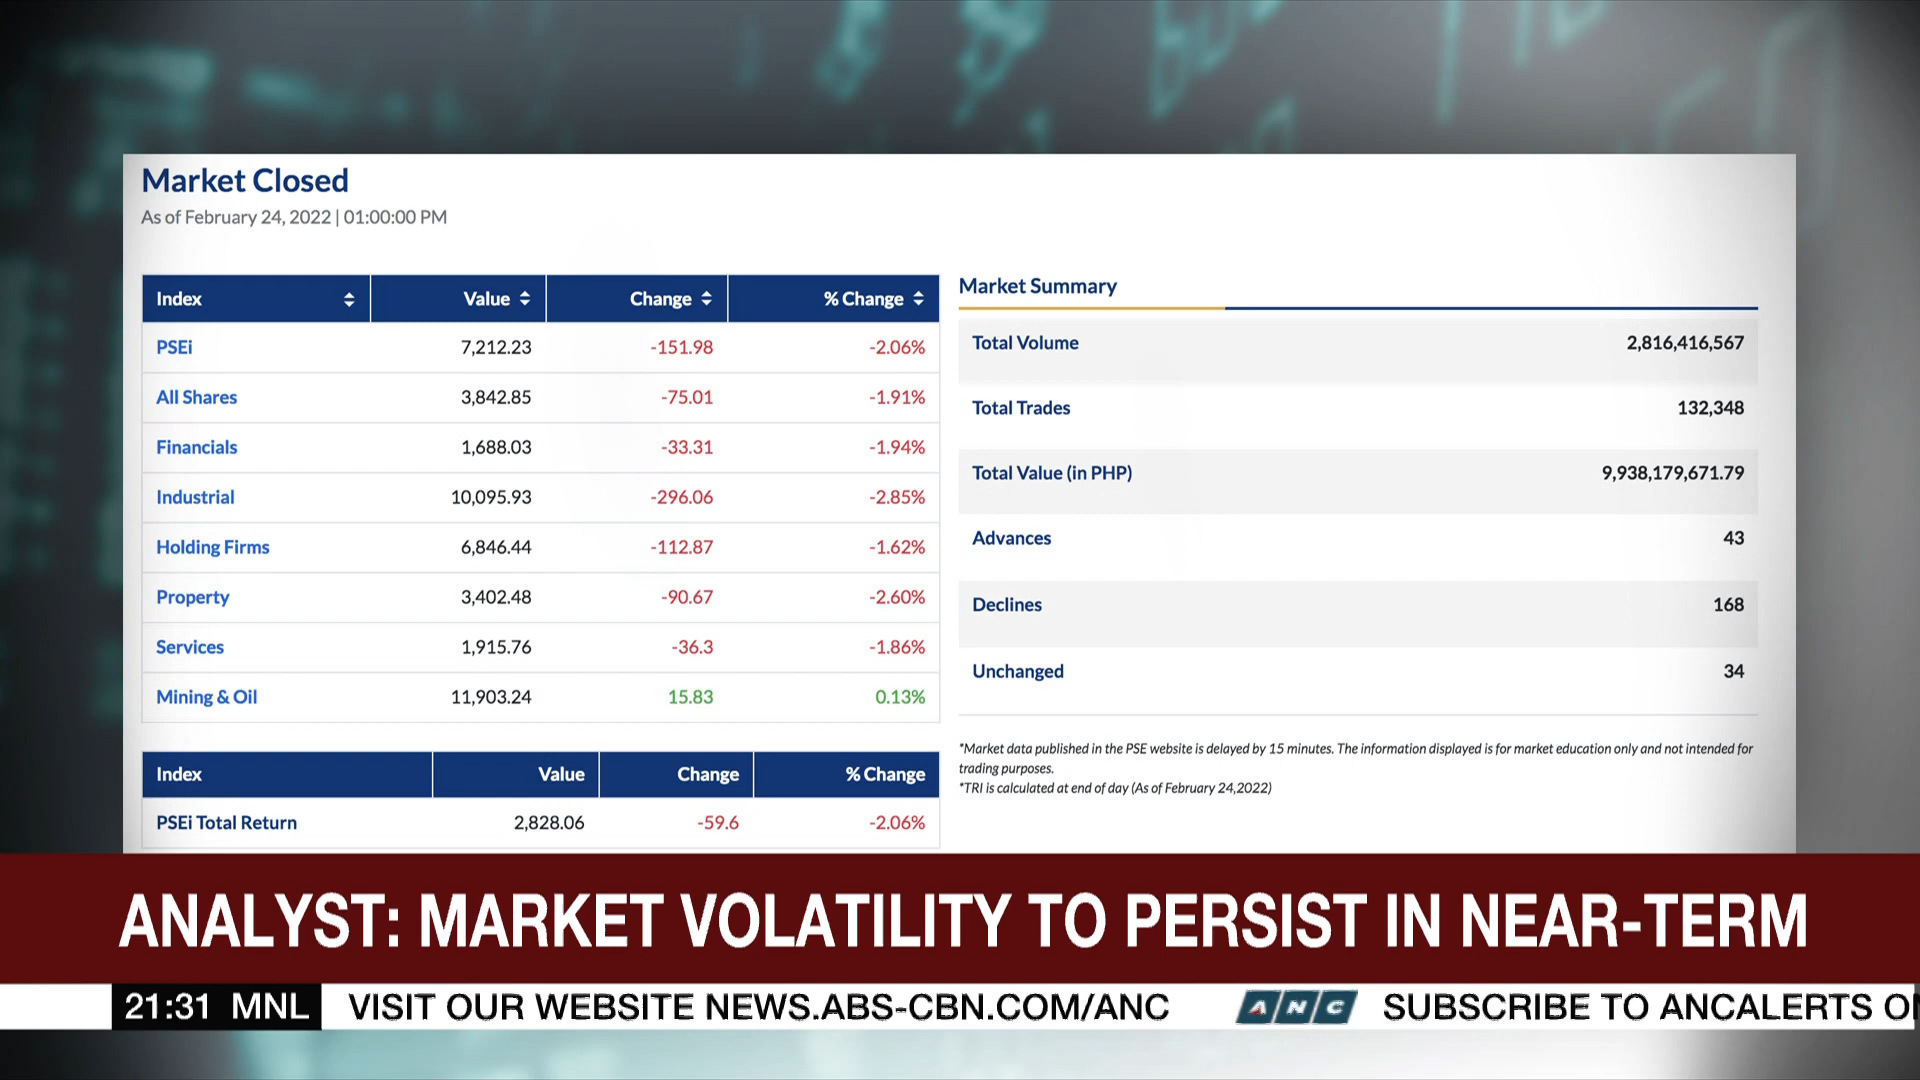 Market Closed
As of February 24, 2022 | 01:00:00 PM
Index Value Change % Change
PSEi 7,212.23 -151.98 -2.06%
All Shares 3,842.85 -75.01 -1.91%
Financials 1,688.03 -33.31 -1.94%
Industrial 10,095.93 -296.06 -2.85%
Holding Firms 6,846.44 -112.87 -1.62%
Property 3,402.48 -90.67 -2.60%
Services 1,915.76 -36.3 -1.86%
Mining & Oil 11,903.24 15.83 0.13%
Index Value Change % Change
PSEi Total Return 2,828.06 -59.6 -2.06%
Market Summary
Total Volume 2,816,416,567
Total Trades 132,348
Total Value (in PHP) 9,938,179,671.79
Advances 43
Declines 168
Unchanged 34
*Market data published in the PSE website is delayed by 15 minutes. The information displayed is for market education only and not intended for
trading purposes.
*TRI is calculated at end of day (As of February 24,2022)
ANALYST: MARKET VOLATILITY TO PERSIST IN NEAR-TERM
21:31 MNL VISIT OUR WEBSITE NEWS.ABS-CBN.COM/ANC ANC SUBSCRIBE TO ANCALERTS